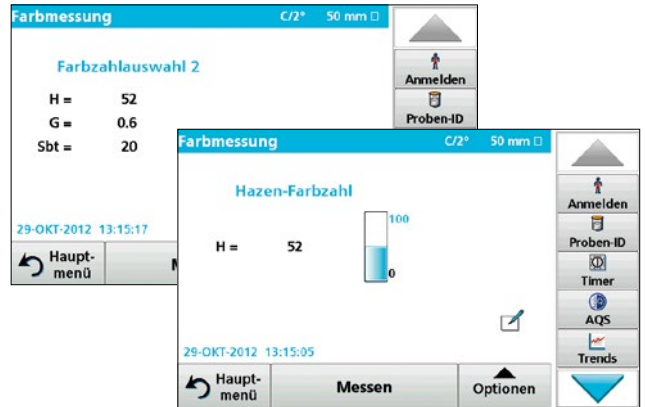 Farbmessung C/2° 50 mm
Farbzahlauswahl 2
H = 52
G = 0.6
Sbt = 20
29-OKT-2012 13:15:17
Haupt-
menü
Anmelden
Proben-ID
Farbmessung C/2° 50 mm
Hazen-Farbzahl
100
H = 52
0
29-OKT-2012 13:15:05
Haupt-
menü
Messen
Optionen
Anmelden
Proben-ID
Timer
AQS
Trends